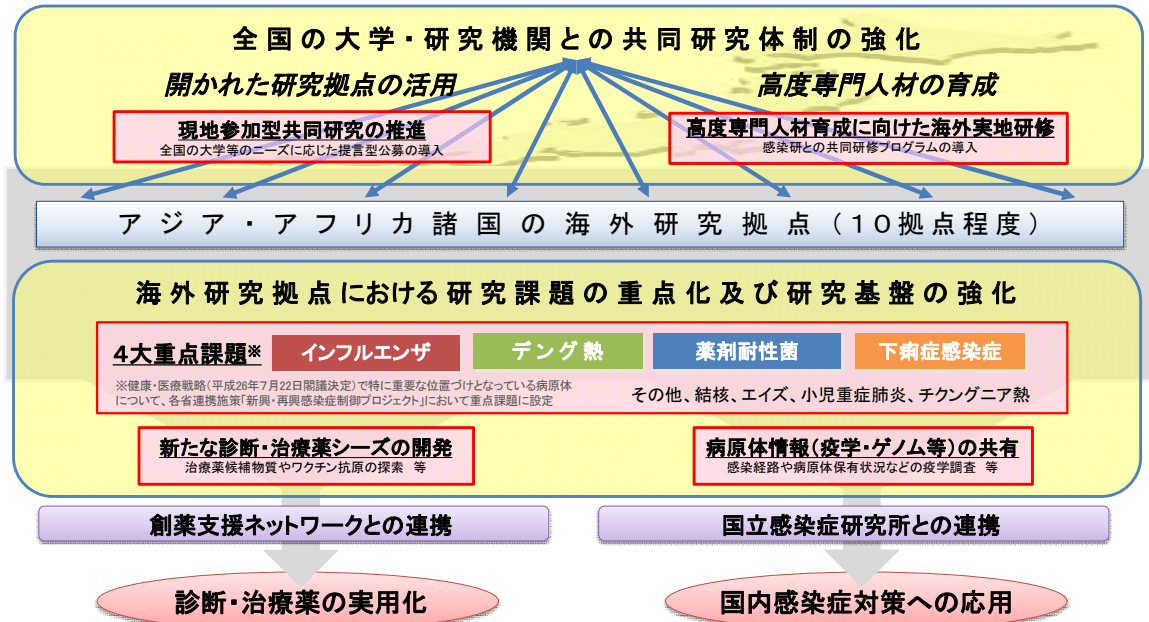 全国の大学・研究機関との共同研究体制の強化
開かれた研究拠点の活用
高度専門人材の育成
現地参加型共同研究の推進
全国の大学等のニーズに応じた提言型公募の導入
高度専門人材育成に向けた海外実地研修
感染研との共同研修プログラムの導入
アジア・アフリカ諸国の海外研究拠点(10拠点程度)
海外研究拠点における研究課題の重点化及び研究基盤の強化
4大重点課題※
インフルエンザ
デング熱
薬剤耐性菌
下痢症感染症
※健康・医療戦略(平成26年7月22日閣議決定)で特に重要な位置づけとなっている病原体
について、各省連携施策「新興・再興感染症制御プロジェクト」において重点課題に設定
その他、結核、エイズ、小児重症肺炎、チクングニア熱
新たな診断・治療薬シーズの開発
治療薬候補物質やワクチン抗原の探索 等
病原体情報(疫学・ゲノム等)の共有
感染経路や病原体保有状況などの疫学調査 等
創薬支援ネットワークとの連携
国立感染症研究所との連携
診断・治療薬の実用化
国内感染症対策への応用